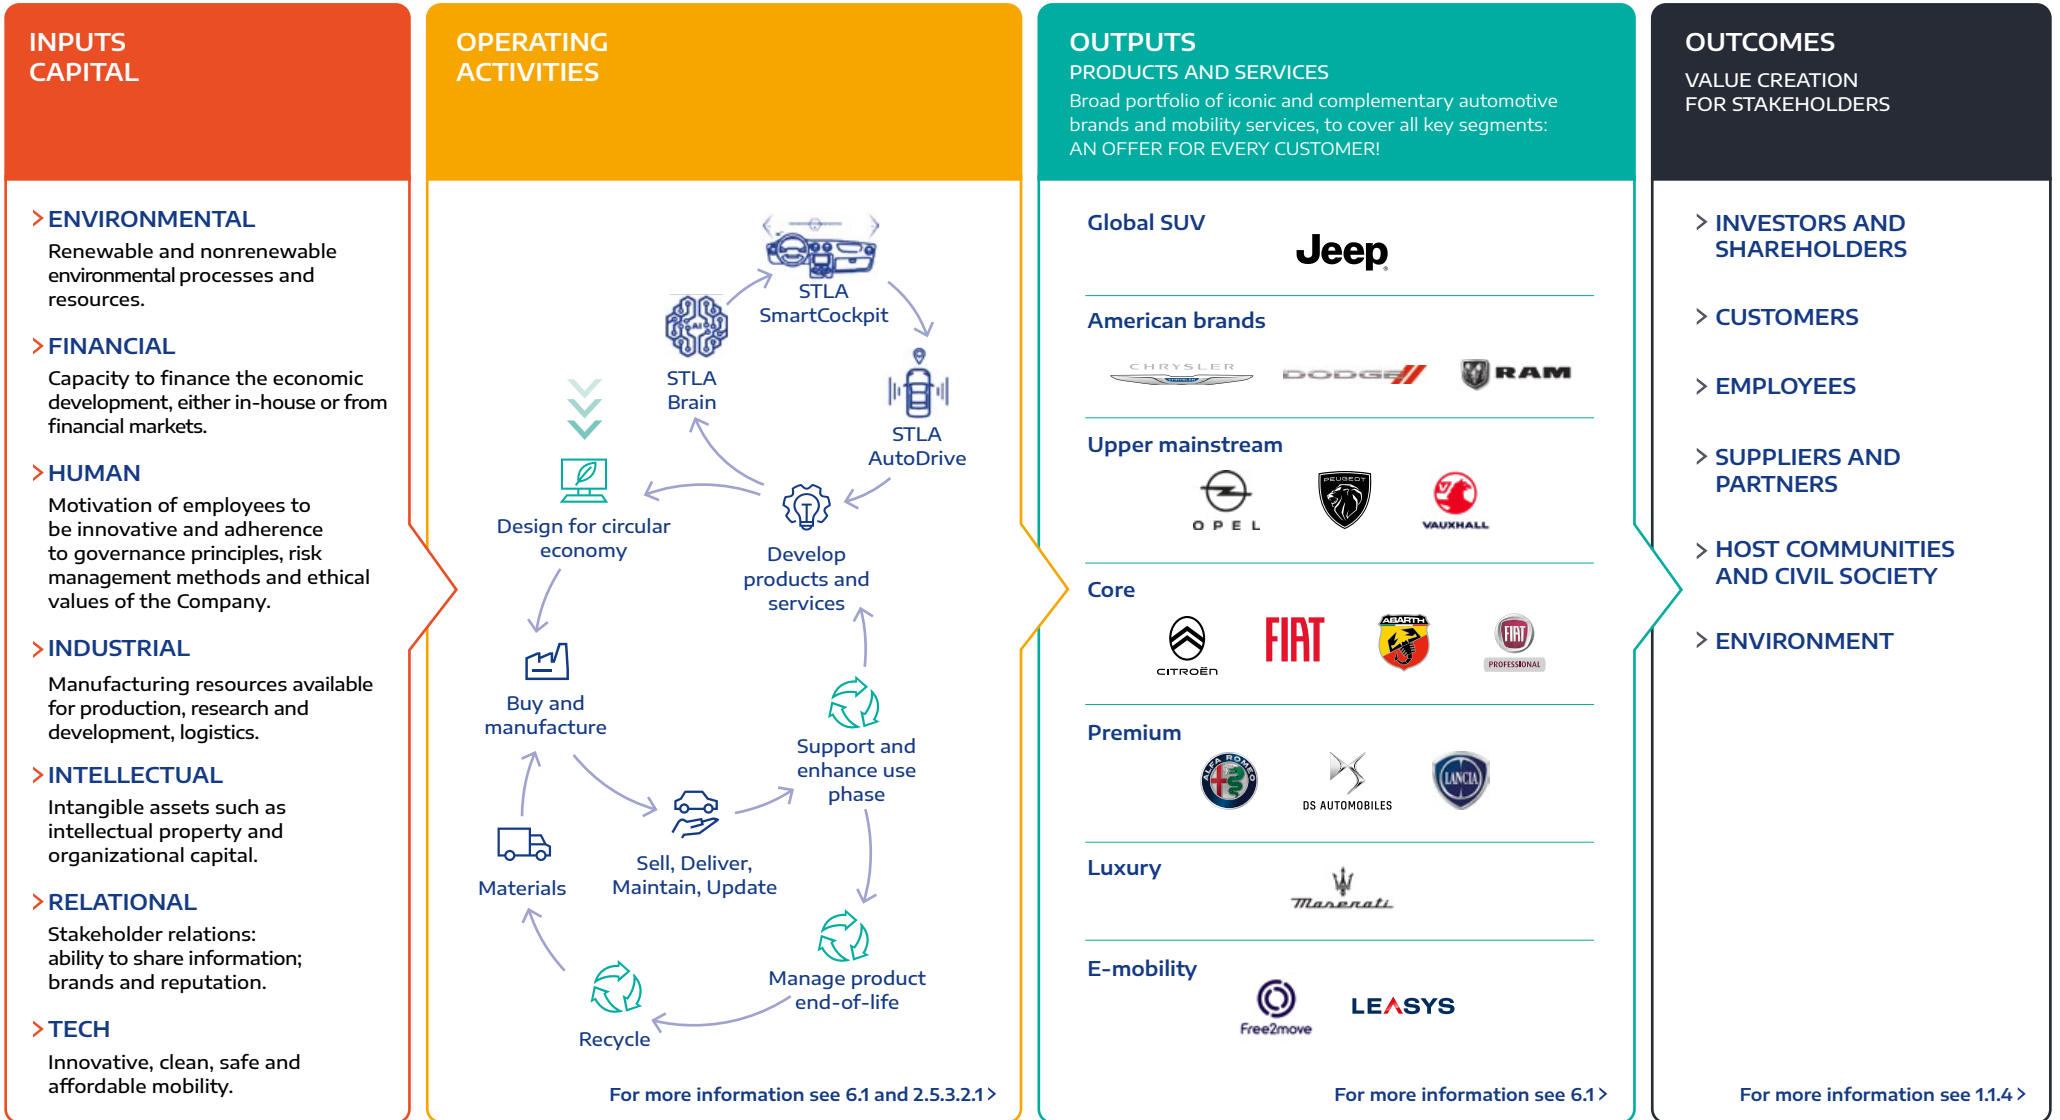 INPUTS
CAPITAL
> ENVIRONMENTAL
Renewable and nonrenewable
environmental processes and
resources.
> FINANCIAL
Capacity to finance the economic
development, either in-house or from
financial markets.
> HUMAN
Motivation of employees to
be innovative and adherence
to governance principles, risk
management methods and ethical
values of the Company.
> INDUSTRIAL
Manufacturing resources available
for production, research and
development, logistics.
> INTELLECTUAL
Intangible assets such as
intellectual property and
organizational capital.
> RELATIONAL
Stakeholder relations:
ability to share information;
brands and reputation.
> TECH
Innovative, clean, safe and
affordable mobility.
OPERATING
ACTIVITIES
STLA
SmartCockpit
AI
STLA
Brain
STLA
AutoDrive
Design for circular
economy
Develop
products and
services
Buy and
manufacture
Support and
enhance use
phase
Materials
Sell, Deliver,
Maintain, Update
Manage product
end-of-life
Recycle
For more information see 6.1 and 2.5.3.2.1 >
OUTPUTS
PRODUCTS AND SERVICES
Broad portfolio of iconic and complementary automotive
brands and mobility services, to cover all key segments:
AN OFFER FOR EVERY CUSTOMER!
Global SUV
Jeep®
American brands
CHRYSLER
CHRYSLER
DODGE
RAM
Upper mainstream
OPEL
PEUGEOT
VAUXHALL
Core
CITROËN
FIAT
ABARTH
FIAT
PROFESSIONAL
Premium
ALFA ROMEO
DS AUTOMOBILES
LANCIA
Luxury
Maserati
E-mobility
Free2move
LEASYS
For more information see 6.1 >
OUTCOMES
VALUE CREATION
FOR STAKEHOLDERS
> INVESTORS AND
SHAREHOLDERS
> CUSTOMERS
> EMPLOYEES
> SUPPLIERS AND
PARTNERS
> HOST COMMUNITIES
AND CIVIL SOCIETY
> ENVIRONMENT
For more information see 1.1.4 >